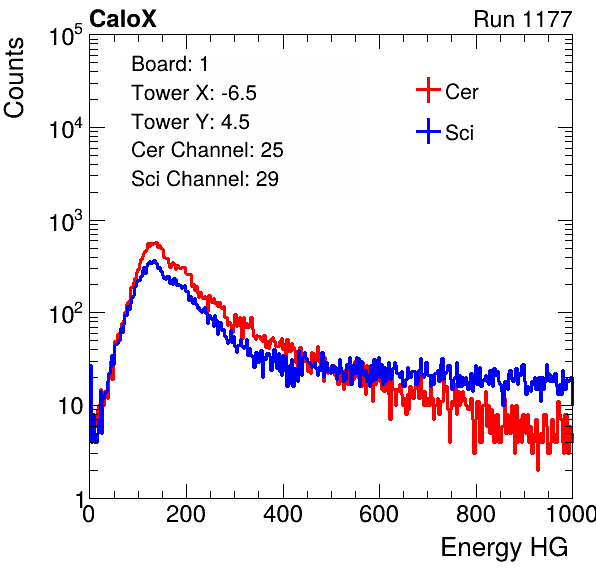 CaloX Run 1177
Counts
10^5
10^4
10^3
10^2
10
1
Board: 1
Tower X: -6.5
Tower Y: 4.5
Cer Channel: 25
Sci Channel: 29
Cer
Sci
0 200 400 600 800 1000
Energy HG